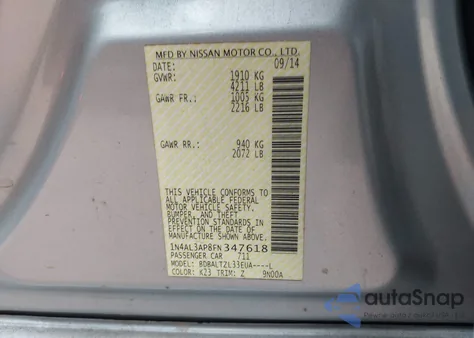 MFD BY NISSAN MOTOR CO., LTD.
DATE: 09/14
GVWR: 1910 KG
4211 LB
GAWR FR.: 1005 KG
2216 LB
GAWR RR.: 940 KG
2072 LB
THIS VEHICLE CONFORMS TO
ALL APPLICABLE FEDERAL
MOTOR VEHICLE SAFETY,
BUMPER, AND THEFT
PREVENTION STANDARDS
IN EFFECT ON THE DATE OF
MANUFACTURE SHOWN ABOVE.
1N4AL3AP8FN347618
PASSENGER CAR 711
MODEL: BDBALTZL33EUA----L
COLOR: K23 TRIM: Z 9N00A
autoSnap